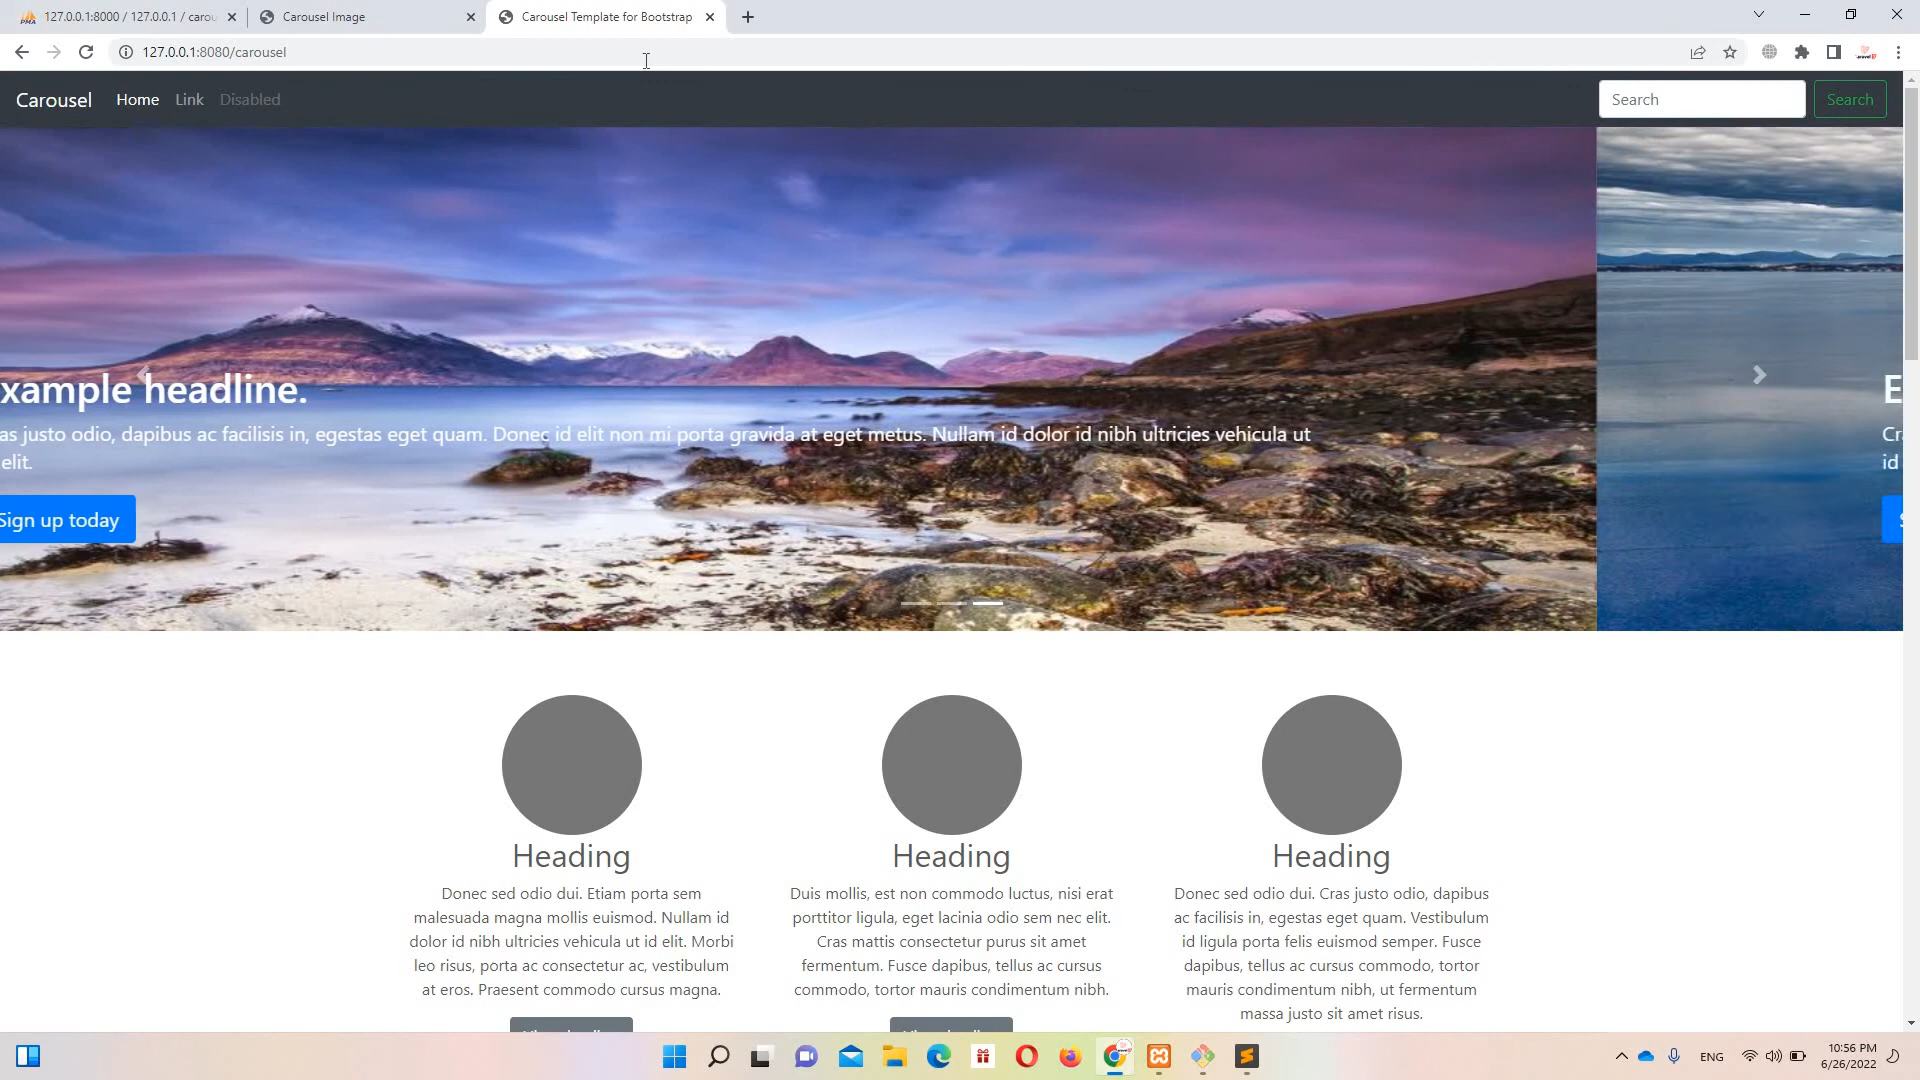 127.0.0.1:8000 / 127.0.0.1 / carou
Carousel Image
Carousel Template for Bootstrap
127.0.0.1:8080/carousel
Carousel Home Link Disabled
Search
Search
xample headline.
as justo odio, dapibus ac facilisis in, egestas eget quam. Donec id elit non mi porta gravida at eget metus. Nullam id dolor id nibh ultricies vehicula ut
elit.
Sign up today
E
Cr
id
Heading
Donec sed odio dui. Etiam porta sem
malesuada magna mollis euismod. Nullam id
dolor id nibh ultricies vehicula ut id elit. Morbi
leo risus, porta ac consectetur ac, vestibulum
at eros. Praesent commodo cursus magna.
Heading
Duis mollis, est non commodo luctus, nisi erat
porttitor ligula, eget lacinia odio sem nec elit.
Cras mattis consectetur purus sit amet
fermentum. Fusce dapibus, tellus ac cursus
commodo, tortor mauris condimentum nibh.
Heading
Donec sed odio dui. Cras justo odio, dapibus
ac facilisis in, egestas eget quam. Vestibulum
id ligula porta felis euismod semper. Fusce
dapibus, tellus ac cursus commodo, tortor
mauris condimentum nibh, ut fermentum
massa justo sit amet risus.
ENG
10:56 PM
6/26/2022